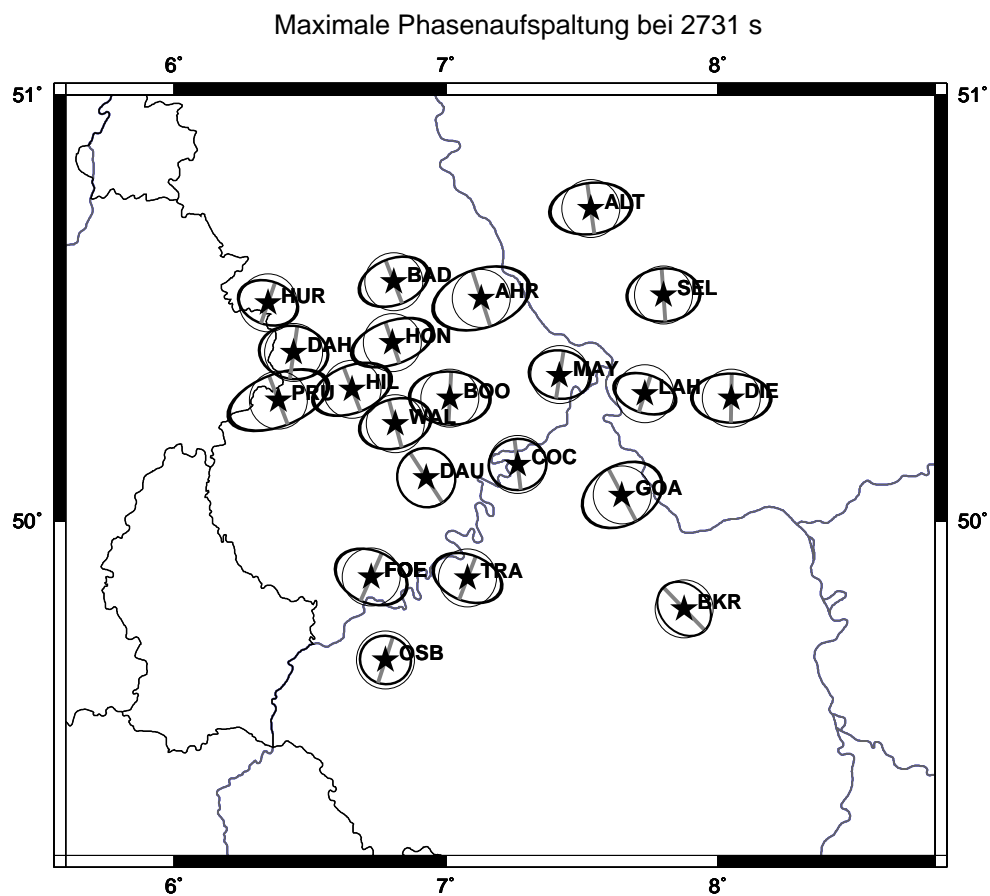 Maximale Phasenaufspaltung bei 2731 s
6˚ 7˚ 8˚
51˚ 51˚
ALT
BAD
AHR
SEL
HUR
HON
DAH
MAY
HIL
LAH
DIE
PRU
BOO
WAL
COC
DAU
GOA
50˚ 50˚
FOE
TRA
BKR
OSB
6˚ 7˚ 8˚